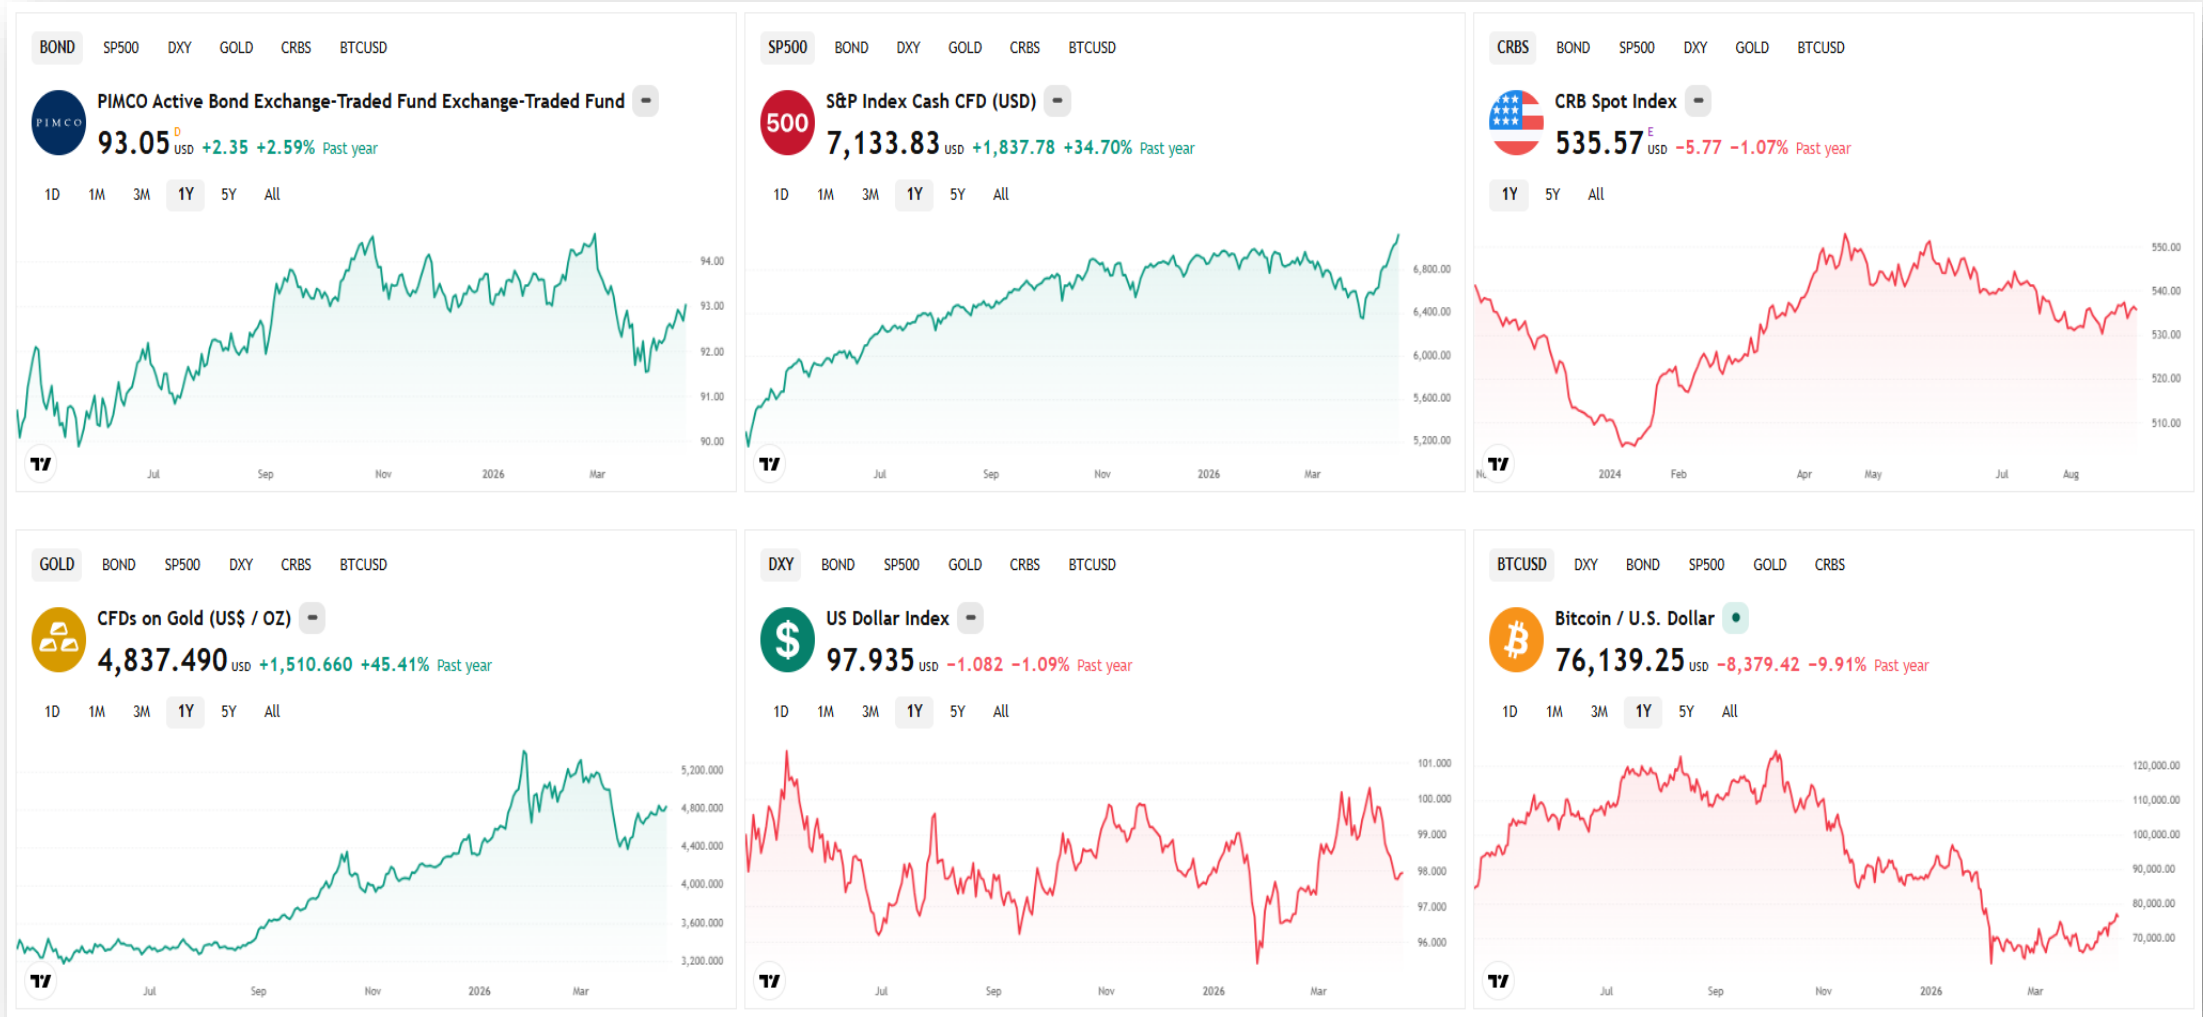 BOND SP500 DXY GOLD CRBS BTCUSD
PIMCO
PIMCO Active Bond Exchange-Traded Fund Exchange-Traded Fund
93.05 D USD +2.35 +2.59% Past year
1D 1M 3M 1Y 5Y All
94.00
93.00
92.00
91.00
90.00
Jul Sep Nov 2026 Mar
SP500 BOND DXY GOLD CRBS BTCUSD
500
S&P Index Cash CFD (USD)
7,133.83 USD +1,837.78 +34.70% Past year
1D 1M 3M 1Y 5Y All
6,800.00
6,400.00
6,000.00
5,600.00
5,200.00
Jul Sep Nov 2026 Mar
CRBS BOND SP500 DXY GOLD BTCUSD
CRB Spot Index
535.57 E USD −5.77 −1.07% Past year
1Y 5Y All
550.00
540.00
530.00
520.00
510.00
2024 Feb Apr May Jul Aug
GOLD BOND SP500 DXY CRBS BTCUSD
CFDs on Gold (US$ / OZ)
4,837.490 USD +1,510.660 +45.41% Past year
1D 1M 3M 1Y 5Y All
5,200.000
4,800.000
4,400.000
4,000.000
3,600.000
3,200.000
Jul Sep Nov 2026 Mar
DXY BOND SP500 GOLD CRBS BTCUSD
$
US Dollar Index
97.935 USD −1.082 −1.09% Past year
1D 1M 3M 1Y 5Y All
101.000
100.000
99.000
98.000
97.000
96.000
Jul Sep Nov 2026 Mar
BTCUSD DXY BOND SP500 GOLD CRBS
Bitcoin / U.S. Dollar
76,139.25 USD −8,379.42 −9.91% Past year
1D 1M 3M 1Y 5Y All
120,000.00
110,000.00
100,000.00
90,000.00
80,000.00
70,000.00
Jul Sep Nov 2026 Mar